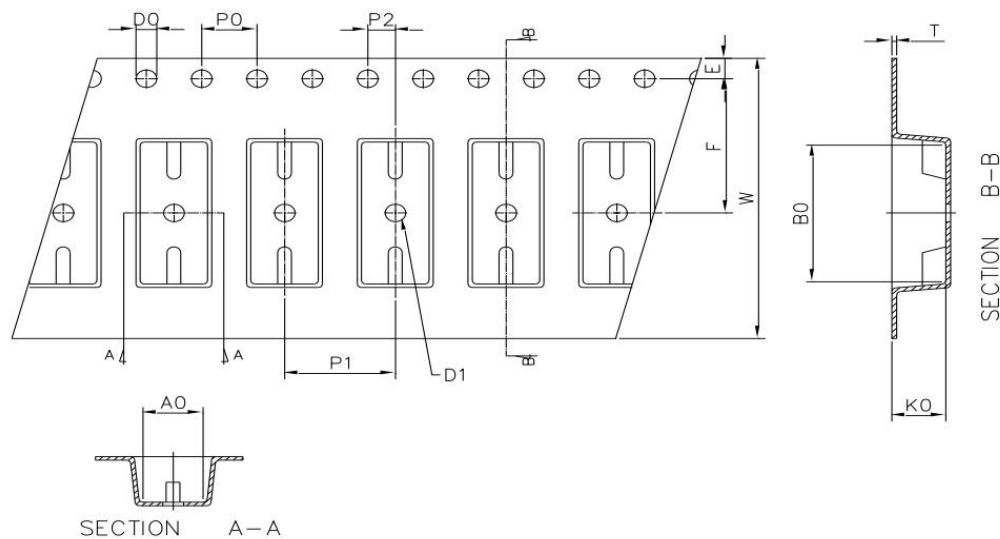 D0
P0
P2
B
T
E
F
W
B0
SECTION B-B
A
A
P1
D1
B
K0
A0
SECTION A-A